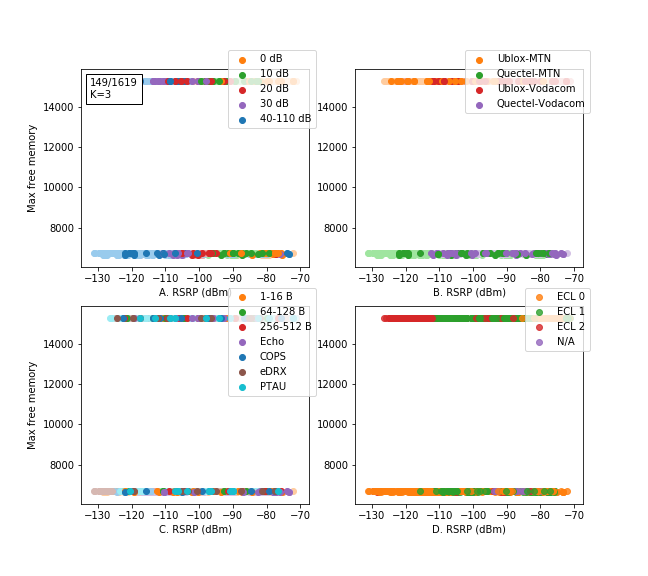 149/1619
K=3
0 dB
10 dB
20 dB
30 dB
40-110 dB
Max free memory
14000
12000
10000
8000
−130 −120 −110 −100 −90 −80 −70
A. RSRP (dBm)
Ublox-MTN
Quectel-MTN
Ublox-Vodacom
Quectel-Vodacom
14000
12000
10000
8000
−130 −120 −110 −100 −90 −80 −70
B. RSRP (dBm)
1-16 B
64-128 B
256-512 B
Echo
COPS
eDRX
PTAU
Max free memory
14000
12000
10000
8000
−130 −120 −110 −100 −90 −80 −70
C. RSRP (dBm)
ECL 0
ECL 1
ECL 2
N/A
14000
12000
10000
8000
−130 −120 −110 −100 −90 −80 −70
D. RSRP (dBm)